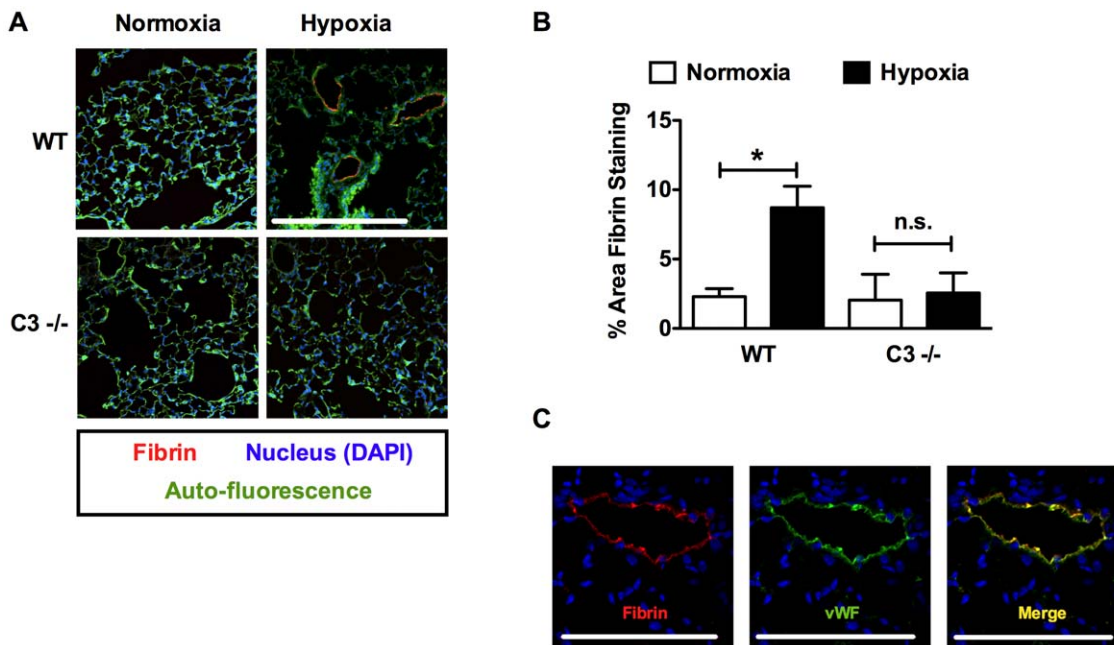 A
Normoxia Hypoxia
WT
C3 -/-
Fibrin Nucleus (DAPI)
Auto-fluorescence
B
Normoxia Hypoxia
% Area Fibrin Staining
15
10
5
0
*
n.s.
WT C3 -/-
C
Fibrin vWF Merge